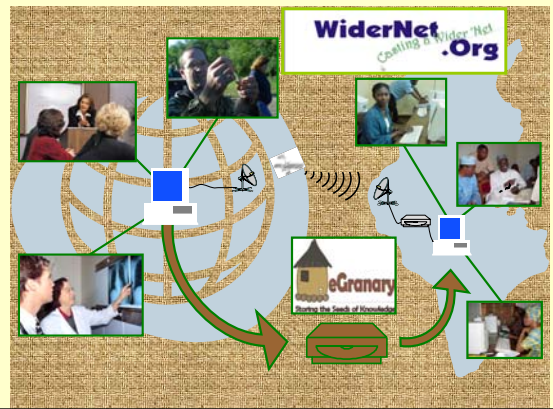 WiderNet
Casting a Wider 'Net
.Org
eGranary
Storing the Seeds of Knowledge